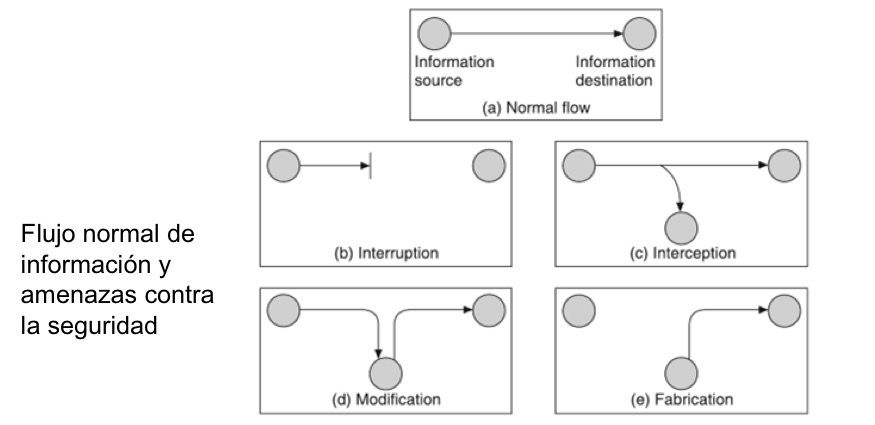 Information
source
Information
destination
(a) Normal flow
(b) Interruption
(c) Interception
Flujo normal de
información y
amenazas contra
la seguridad
(d) Modification
(e) Fabrication